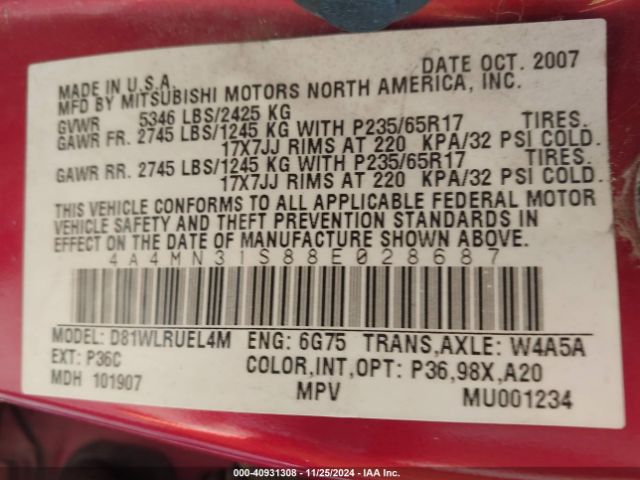 MADE IN U.S.A. DATE OCT. 2007
MFD BY MITSUBISHI MOTORS NORTH AMERICA, INC.
GVWR 5346 LBS/2425 KG
GAWR FR. 2745 LBS/1245 KG WITH P235/65R17 TIRES.
17X7JJ RIMS AT 220 KPA/32 PSI COLD.
GAWR RR. 2745 LBS/1245 KG WITH P235/65R17 TIRES.
17X7JJ RIMS AT 220 KPA/32 PSI COLD.
THIS VEHICLE CONFORMS TO ALL APPLICABLE FEDERAL MOTOR
VEHICLE SAFETY AND THEFT PREVENTION STANDARDS IN
EFFECT ON THE DATE OF MANUFACTURE SHOWN ABOVE.
4A4MN31S88E028687
MODEL: D81WLRUEL4M ENG: 6G75 TRANS,AXLE: W4A5A
EXT: P36C COLOR,INT,OPT: P36,98X,A20
MDH 101907 MPV MU001234
000-40931308 - 11/25/2024 - IAA Inc.